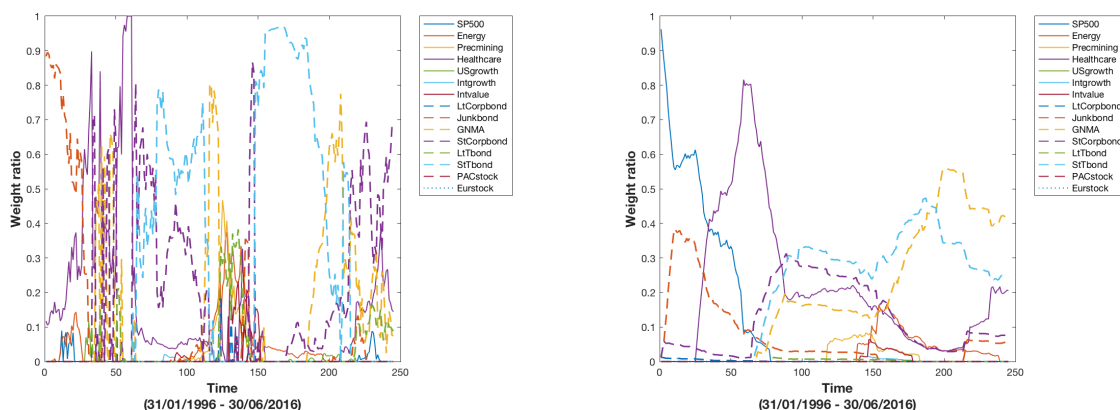 Weight ratio
1
0.9
0.8
0.7
0.6
0.5
0.4
0.3
0.2
0.1
0
0 50 100 150 200 250
Time
(31/01/1996 - 30/06/2016)
SP500
Energy
Precmining
Healthcare
USgrowth
Intgrowth
Intvalue
LtCorpbond
Junkbond
GNMA
StCorpbond
LtTbond
StTbond
PACstock
Eurstock
Weight ratio
1
0.9
0.8
0.7
0.6
0.5
0.4
0.3
0.2
0.1
0
0 50 100 150 200 250
Time
(31/01/1996 - 30/06/2016)
SP500
Energy
Precmining
Healthcare
USgrowth
Intgrowth
Intvalue
LtCorpbond
Junkbond
GNMA
StCorpbond
LtTbond
StTbond
PACstock
Eurstock